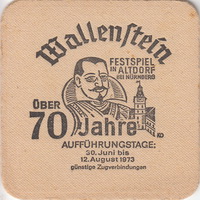 Wallenstein
FESTSPIEL
IN ALTDORF
BEI NÜRNBERG
ÜBER
70 Jahre
AUFFÜHRUNGSTAGE:
30. Juni bis
12. August 1973
günstige Zugverbindungen